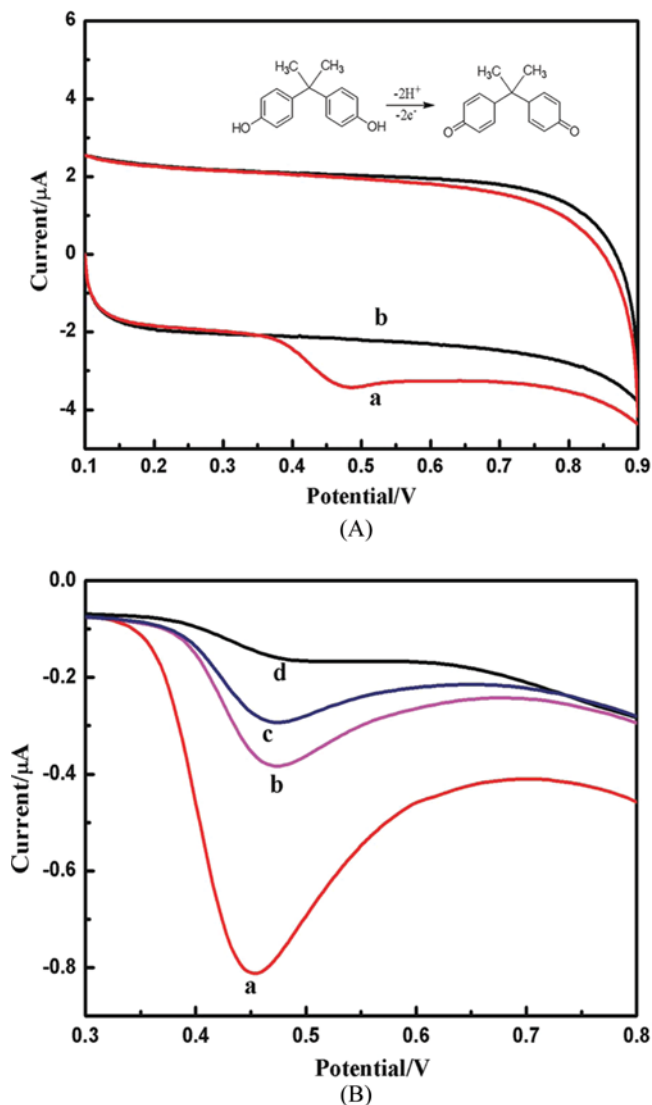 6
4
2
0
-2
-4
Current/μA
CH₃
H₃C
HO
OH
-2H⁺
-2e⁻
CH₃
H₃C
O
O
b
a
0.1 0.2 0.3 0.4 0.5 0.6 0.7 0.8 0.9
Potential/V
(A)
0.0
-0.2
-0.4
-0.6
-0.8
Current/μA
d
c
b
a
0.3 0.4 0.5 0.6 0.7 0.8
Potential/V
(B)